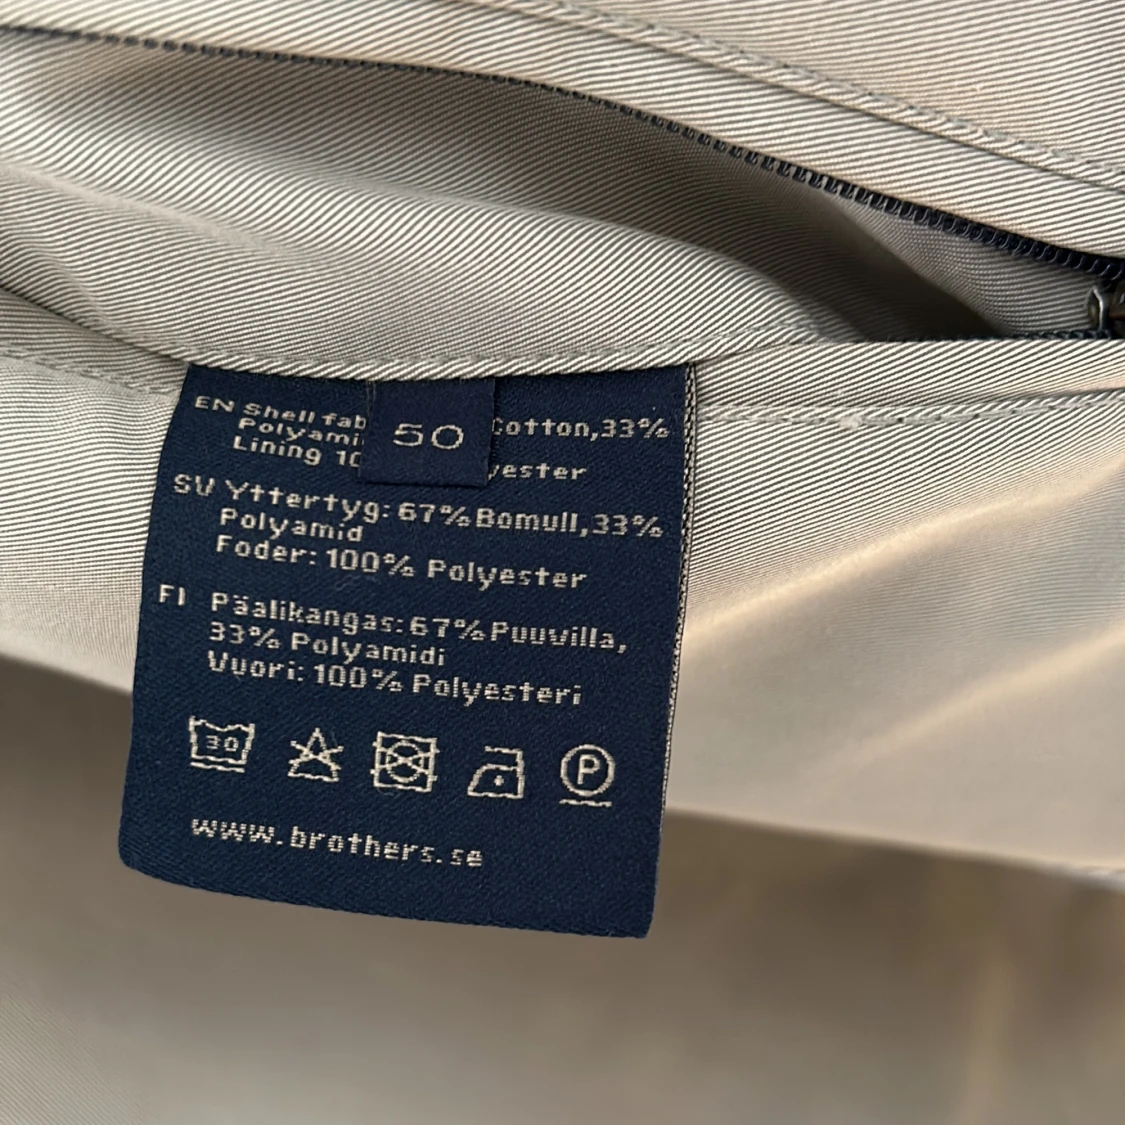 EN Shell fab
50
Cotton,33%
Polyami
Lining 10
yester
SV Yttertyg: 67% Bomull,33%
Polyamid
Foder: 100% Polyester
FI Päälikangas: 67% Puuvilla,
33% Polyamidi
Vuori: 100% Polyesteri
30
P
www.brothers.se